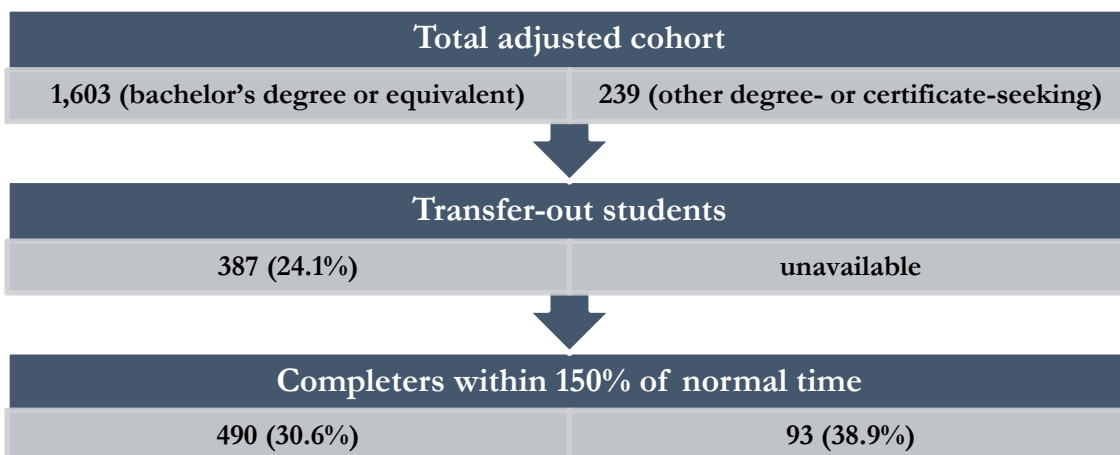 Total adjusted cohort
1,603 (bachelor's degree or equivalent)
239 (other degree- or certificate-seeking)
Transfer-out students
387 (24.1%)
unavailable
Completers within 150% of normal time
490 (30.6%)
93 (38.9%)